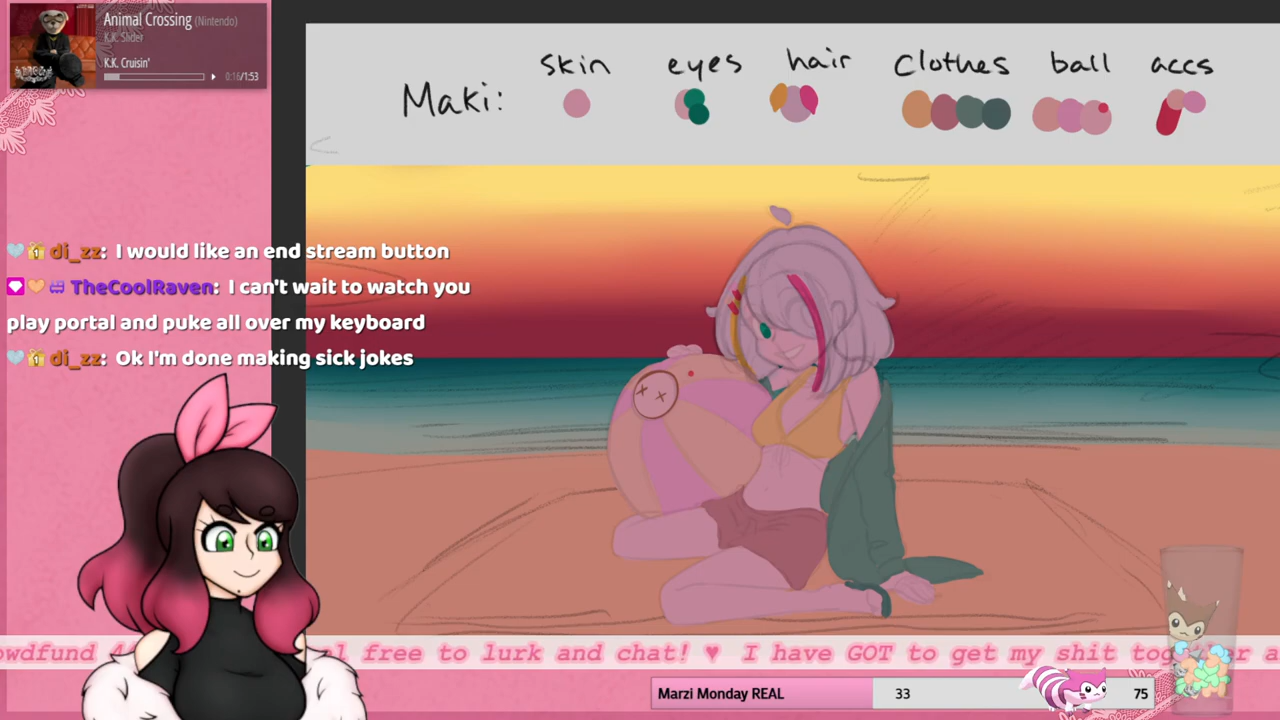 Animal Crossing (Nintendo)
K.K. Slider
K.K. Cruisin'
0:16/1:53
skin eyes hair clothes ball accs
Maki:
di_zz: I would like an end stream button
TheCoolRaven: I can't wait to watch you
play portal and puke all over my keyboard
di_zz: Ok I'm done making sick jokes
free to lurk and chat! ♥ I have GOT to get my shit
Marzi Monday REAL 33 75